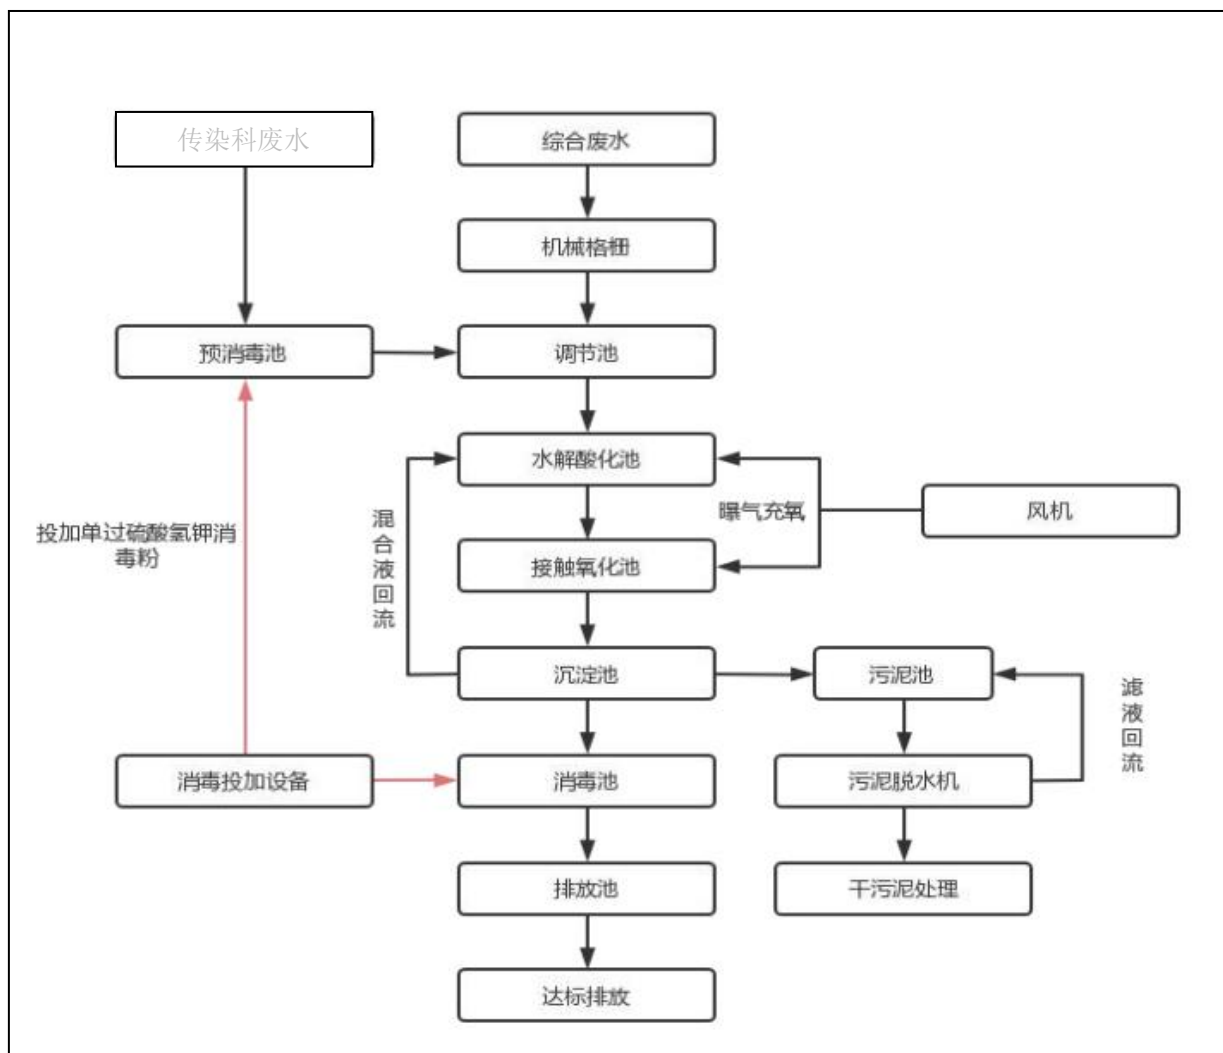 传染科废水
综合废水
机械格栅
预消毒池
调节池
水解酸化池
曝气充氧
风机
投加单过硫酸氢钾消
毒粉
混合液回流
接触氧化池
沉淀池
污泥池
滤液回流
消毒投加设备
消毒池
污泥脱水机
排放池
干污泥处理
达标排放